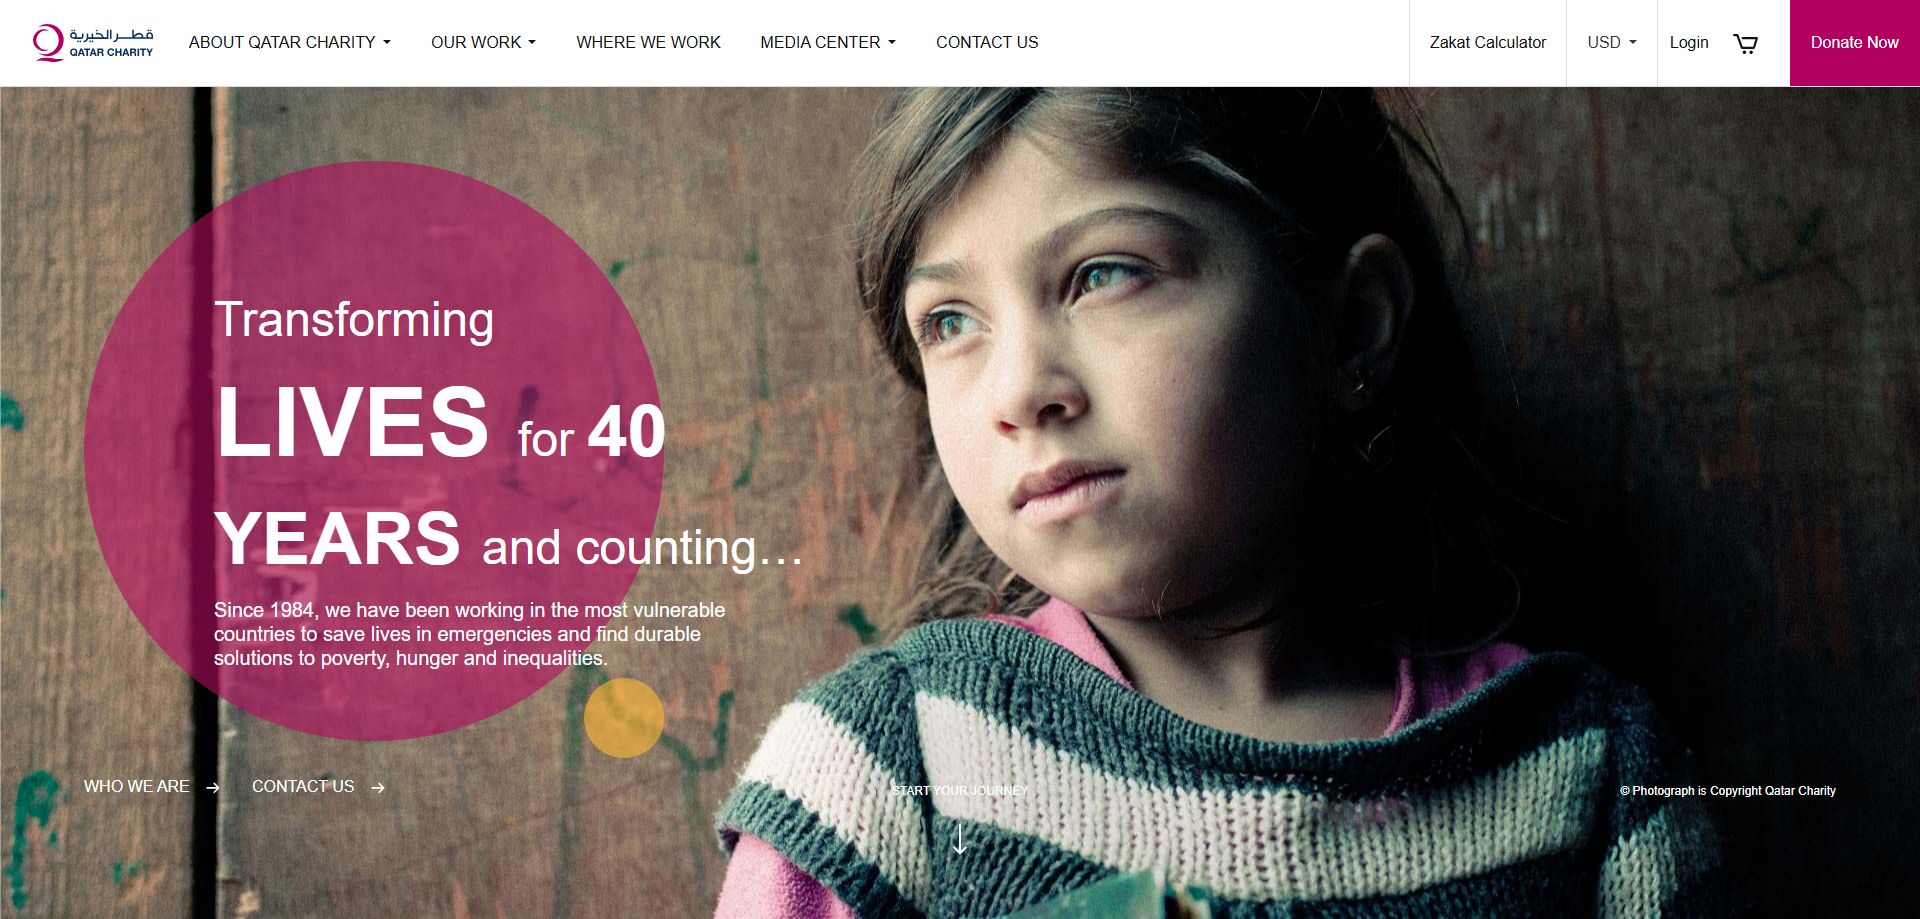 قطر الخيرية
QATAR CHARITY
ABOUT QATAR CHARITY
OUR WORK
WHERE WE WORK
MEDIA CENTER
CONTACT US
Zakat Calculator
USD
Login
Donate Now
Transforming
LIVES for 40
YEARS and counting…
Since 1984, we have been working in the most vulnerable
countries to save lives in emergencies and find durable
solutions to poverty, hunger and inequalities.
WHO WE ARE
CONTACT US
START YOUR JOURNEY
© Photograph is Copyright Qatar Charity